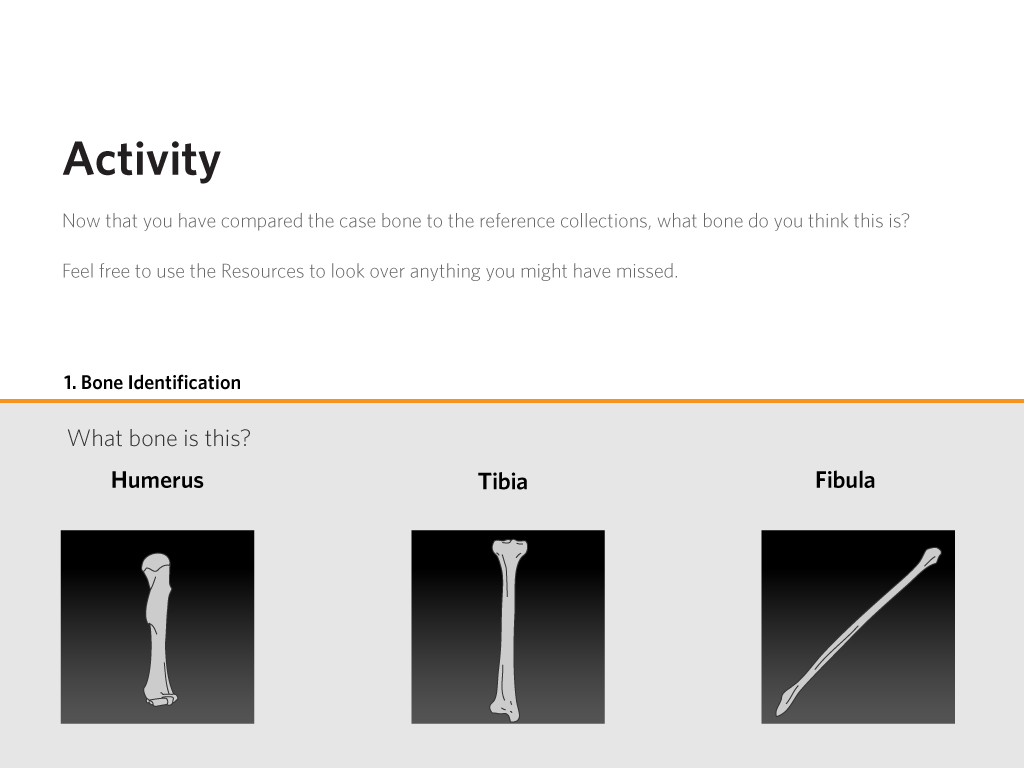 Activity
Now that you have compared the case bone to the reference collections, what bone do you think this is?
Feel free to use the Resources to look over anything you might have missed.
1. Bone Identification
What bone is this?
Humerus
Tibia
Fibula